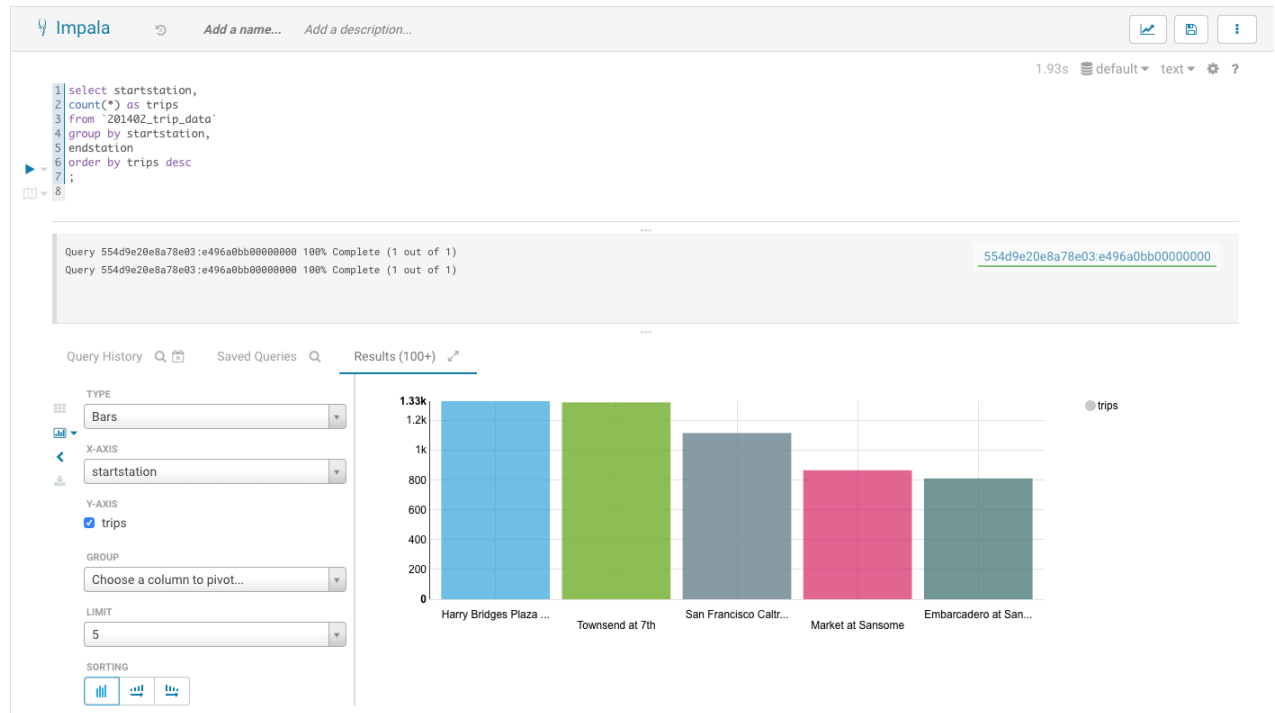 Impala Add a name... Add a description...
1.93s default text ?
1 select startstation,
2 count(*) as trips
3 from `201402_trip_data`
4 group by startstation,
5 endstation
6 order by trips desc
7 ;
8
Query 554d9e20e8a78e03:e496a0bb00000000 100% Complete (1 out of 1)
Query 554d9e20e8a78e03:e496a0bb00000000 100% Complete (1 out of 1)
554d9e20e8a78e03:e496a0bb00000000
Query History Saved Queries Results (100+)
TYPE
Bars
X-AXIS
startstation
Y-AXIS
trips
GROUP
Choose a column to pivot...
LIMIT
5
SORTING
1.33k
1.2k
1k
800
600
400
200
0
Harry Bridges Plaza ...
Townsend at 7th
San Francisco Caltr...
Market at Sansome
Embarcadero at San...
trips